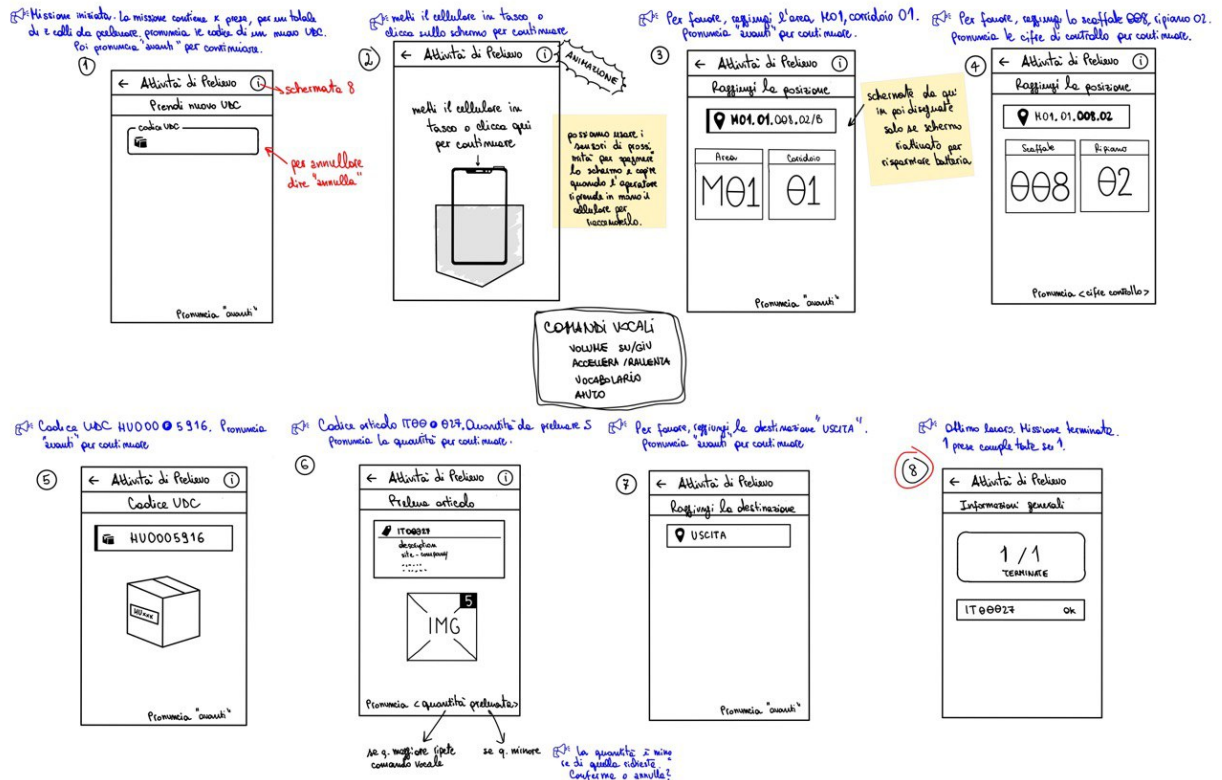 Missione iniziata. La missione contiene x prese, per un totale
di e colli da prelevare, pronuncia le codice di un nuovo UDC.
Poi pronuncia "avanti" per continuare.
1
← Attività di Prelievo i
Prendi nuovo UDC
codice UDC
Pronuncia "avanti"
schermata 8
per annullare
dire "annulla"
metti il cellulare in tasca o
clicca sullo schermo per continuare
2
← Attività di Prelievo i
ANIMAZIONE
metti il cellulare in
tasca o clicca qui
per continuare
possiamo usare i
sensori di prossi
mità per spegnere
lo schermo e capire
quando l'operatore
riprende in mano il
cellulare per
riaccenderlo.
Per favore, raggiungi l'area M01, corridoio 01.
Pronuncia "avanti" per continuare.
3
← Attività di Prelievo i
Raggiungi la posizione
M01.01.008.02/B
Area
M01
Corridoio
01
Pronuncia "avanti"
schermate da qui
in poi disegnate
solo se schermo
riattivato per
risparmiare batteria
Per favore, raggiungi lo scaffale 008, ripiano 02.
Pronuncia le cifre di controllo per continuare.
4
← Attività di Prelievo i
Raggiungi la posizione
M01.01.008.02
Scaffale
008
Ripiano
02
Pronuncia <cifre controllo>
COMANDI VOCALI
VOLUME SU/GIÙ
ACCELLERA/RALLENTA
VOCABOLARIO
AIUTO
Codice UDC HU0005916. Pronuncia
"avanti" per continuare
5
← Attività di Prelievo i
Codice UDC
HU0005916
Pronuncia "avanti"
Codice articolo IT00027. Quantità da prelevare 5
Pronuncia la quantità per continuare.
6
← Attività di Prelievo i
Preleva articolo
IT00027
description
site - company
5
IMG
Pronuncia <quantità prelevata>
se q. maggiore ripete
comando vocale
se q. minore
La quantità è mino
re di quella richiesta.
Conferma o annulla?
Per favore, raggiungi la destinazione "USCITA".
Pronuncia "avanti" per continuare
7
← Attività di Prelievo i
Raggiungi la destinazione
USCITA
Pronuncia "avanti"
Ottimo lavoro. Missione terminata.
1 prese completate su 1.
8
← Attività di Prelievo
Informazioni generali
1/1
TERMINATE
IT00027 OK